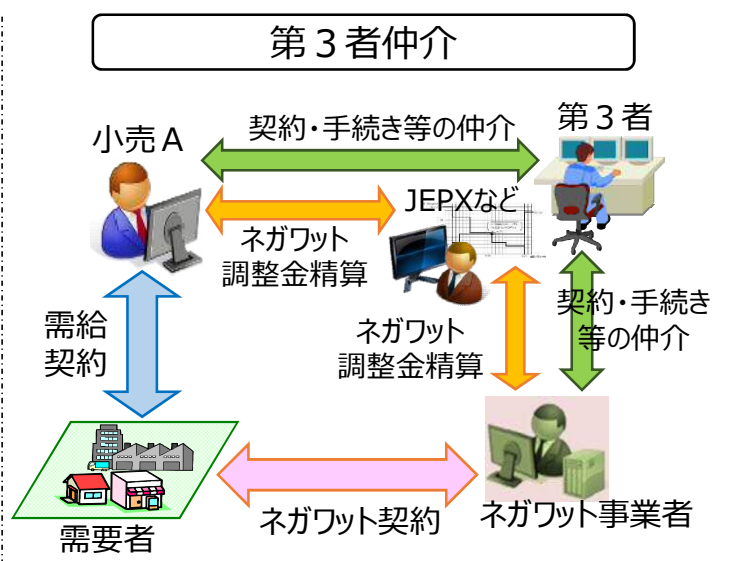 第３者仲介
小売Ａ
契約・手続き等の仲介
第３者
JEPXなど
ネガワット
調整金精算
需給
契約
ネガワット
調整金精算
契約・手続き
等の仲介
ネガワット契約
ネガワット事業者
需要者